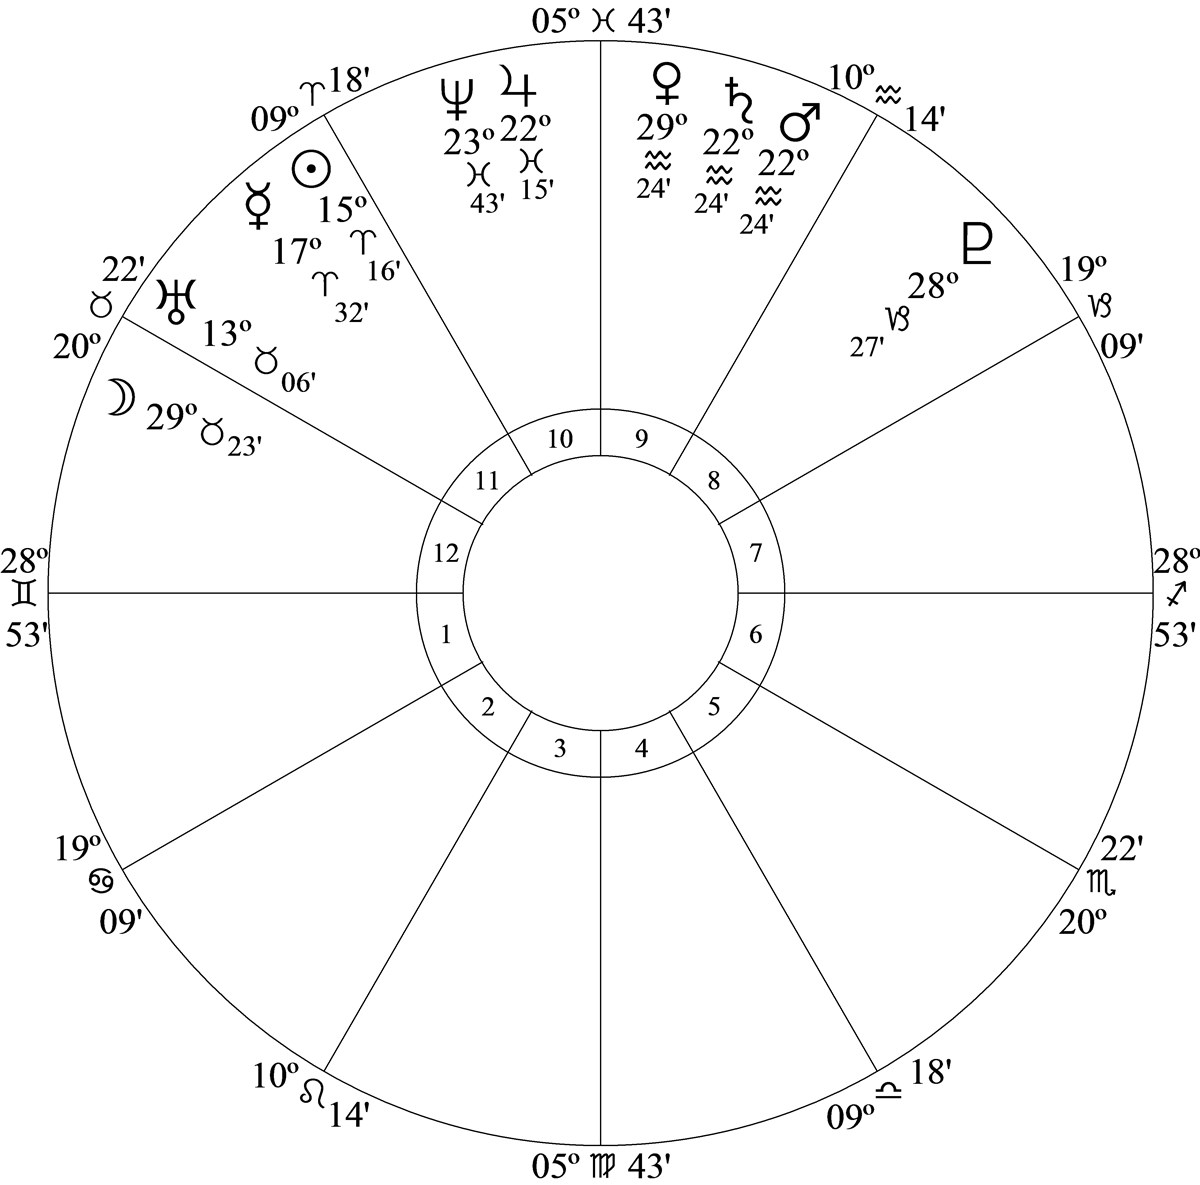 05º ♓ 43'
♈ 18'
09º
♆ ♃
23º 22º
♓ ♓
43' 15'
♀ ♄ ♂
29º 22º 22º
♒ ♒ ♒
24' 24' 24'
10º ♒ 14'
☉
15º ♈ 16'
☿
17º ♈ 32'
♇
28º
♑
27'
22'
♉
20º
♅
13º ♉ 06'
19º
♑
09'
☽
29º ♉ 23'
10 9
11 8
12 7
1 6
2 5
3 4
28º
♊
53'
28º
♐
53'
19º
♋
09'
22'
♏
20º
10º ♌ 14'
18'
♎
09º
05º ♍ 43'